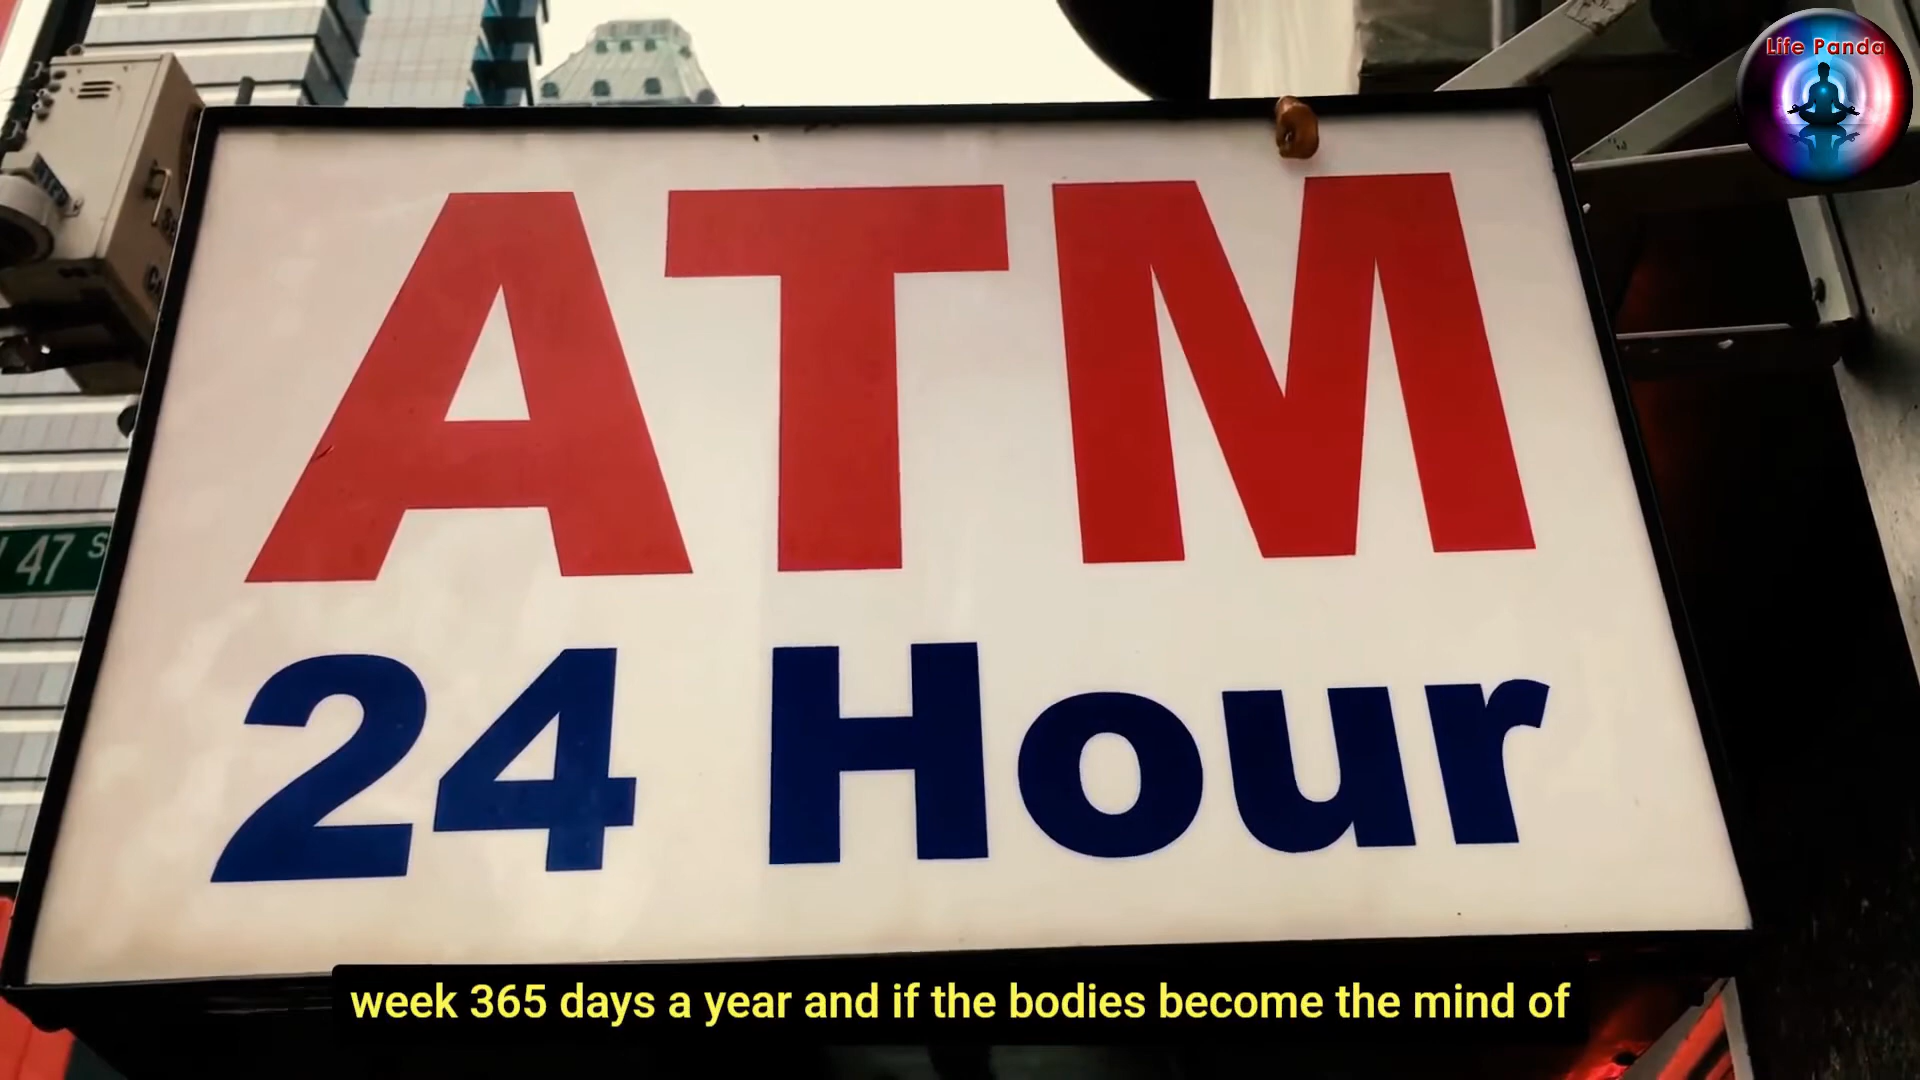 Life Panda
ATM
47 S
24 Hour
week 365 days a year and if the bodies become the mind of